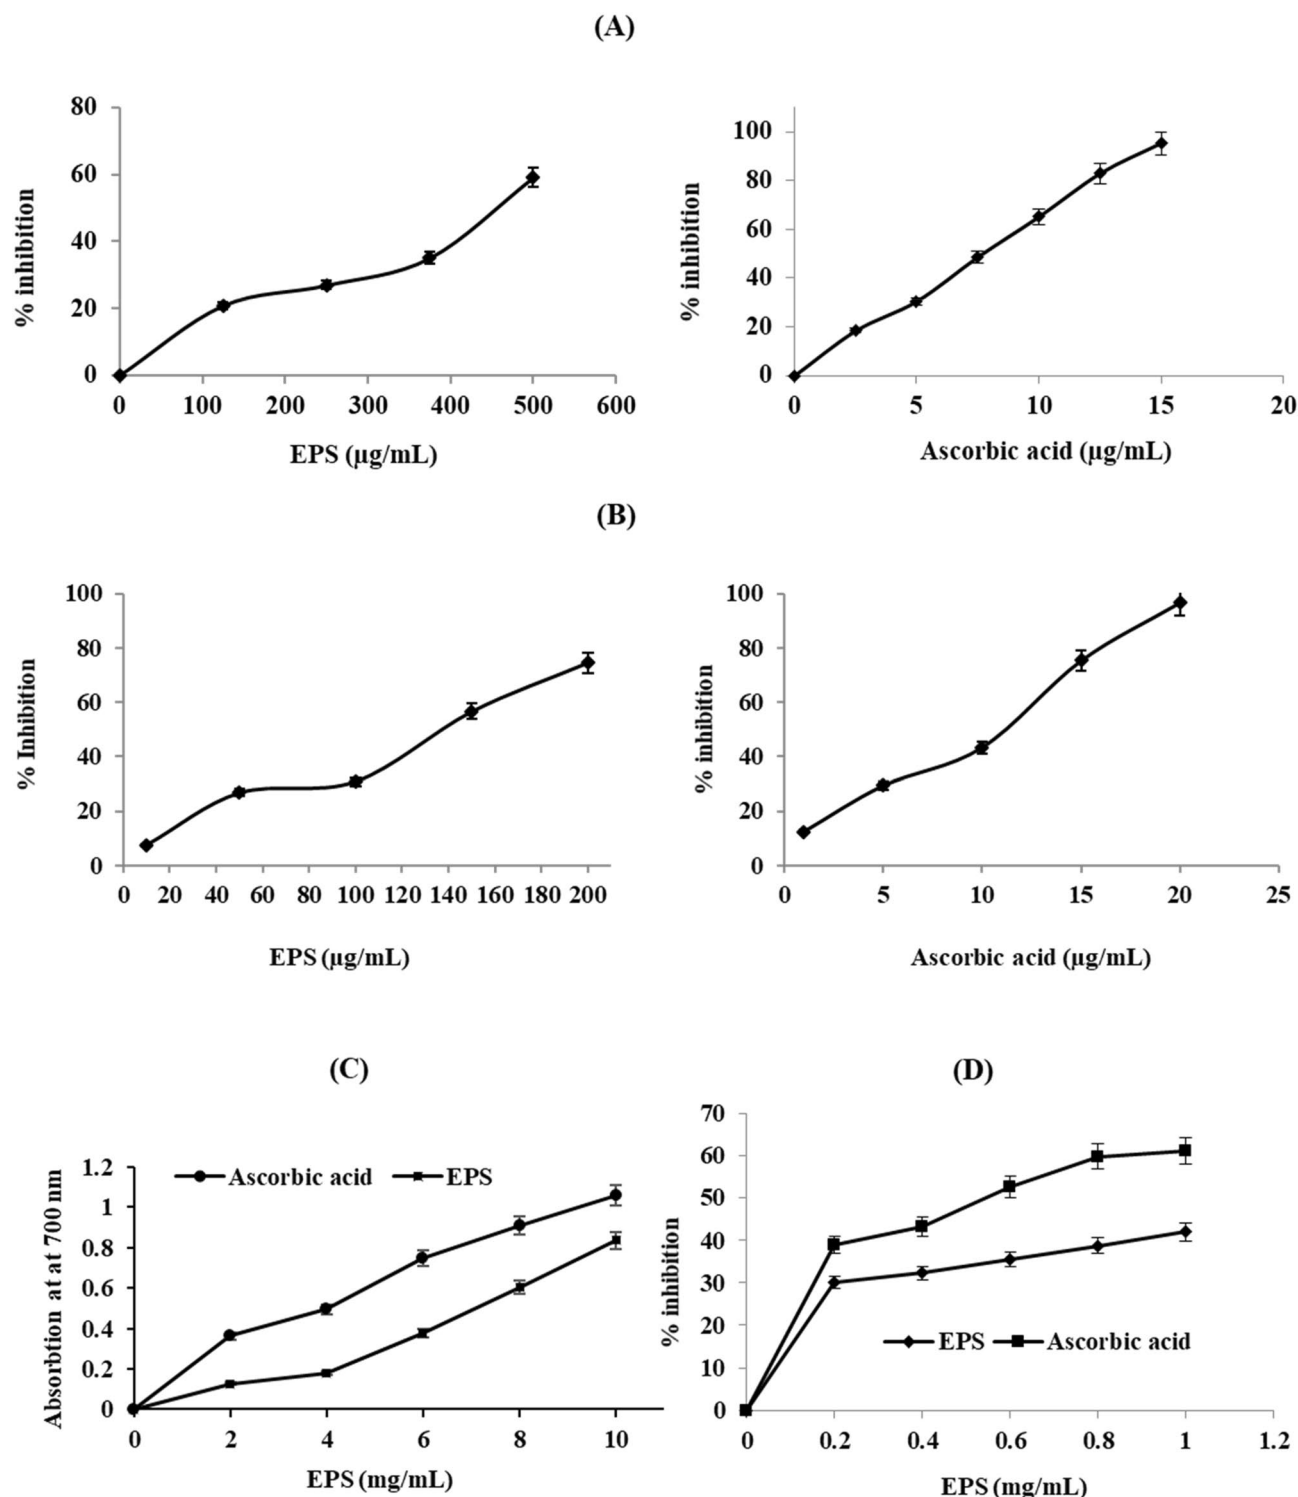 (A)
80
60
40
20
0
% inhibition
0 100 200 300 400 500 600
EPS (µg/mL)
100
80
60
40
20
0
% inhibition
0 5 10 15 20
Ascorbic acid (µg/mL)
(B)
100
80
60
40
20
0
% Inhibition
0 20 40 60 80 100 120 140 160 180 200
EPS (µg/mL)
100
80
60
40
20
0
% inhibition
0 5 10 15 20 25
Ascorbic acid (µg/mL)
(C)
1.2
1
0.8
0.6
0.4
0.2
0
Absorbtion at at 700 nm
Ascorbic acid EPS
0 2 4 6 8 10
EPS (mg/mL)
(D)
70
60
50
40
30
20
10
0
% inhibition
EPS Ascorbic acid
0 0.2 0.4 0.6 0.8 1 1.2
EPS (mg/mL)